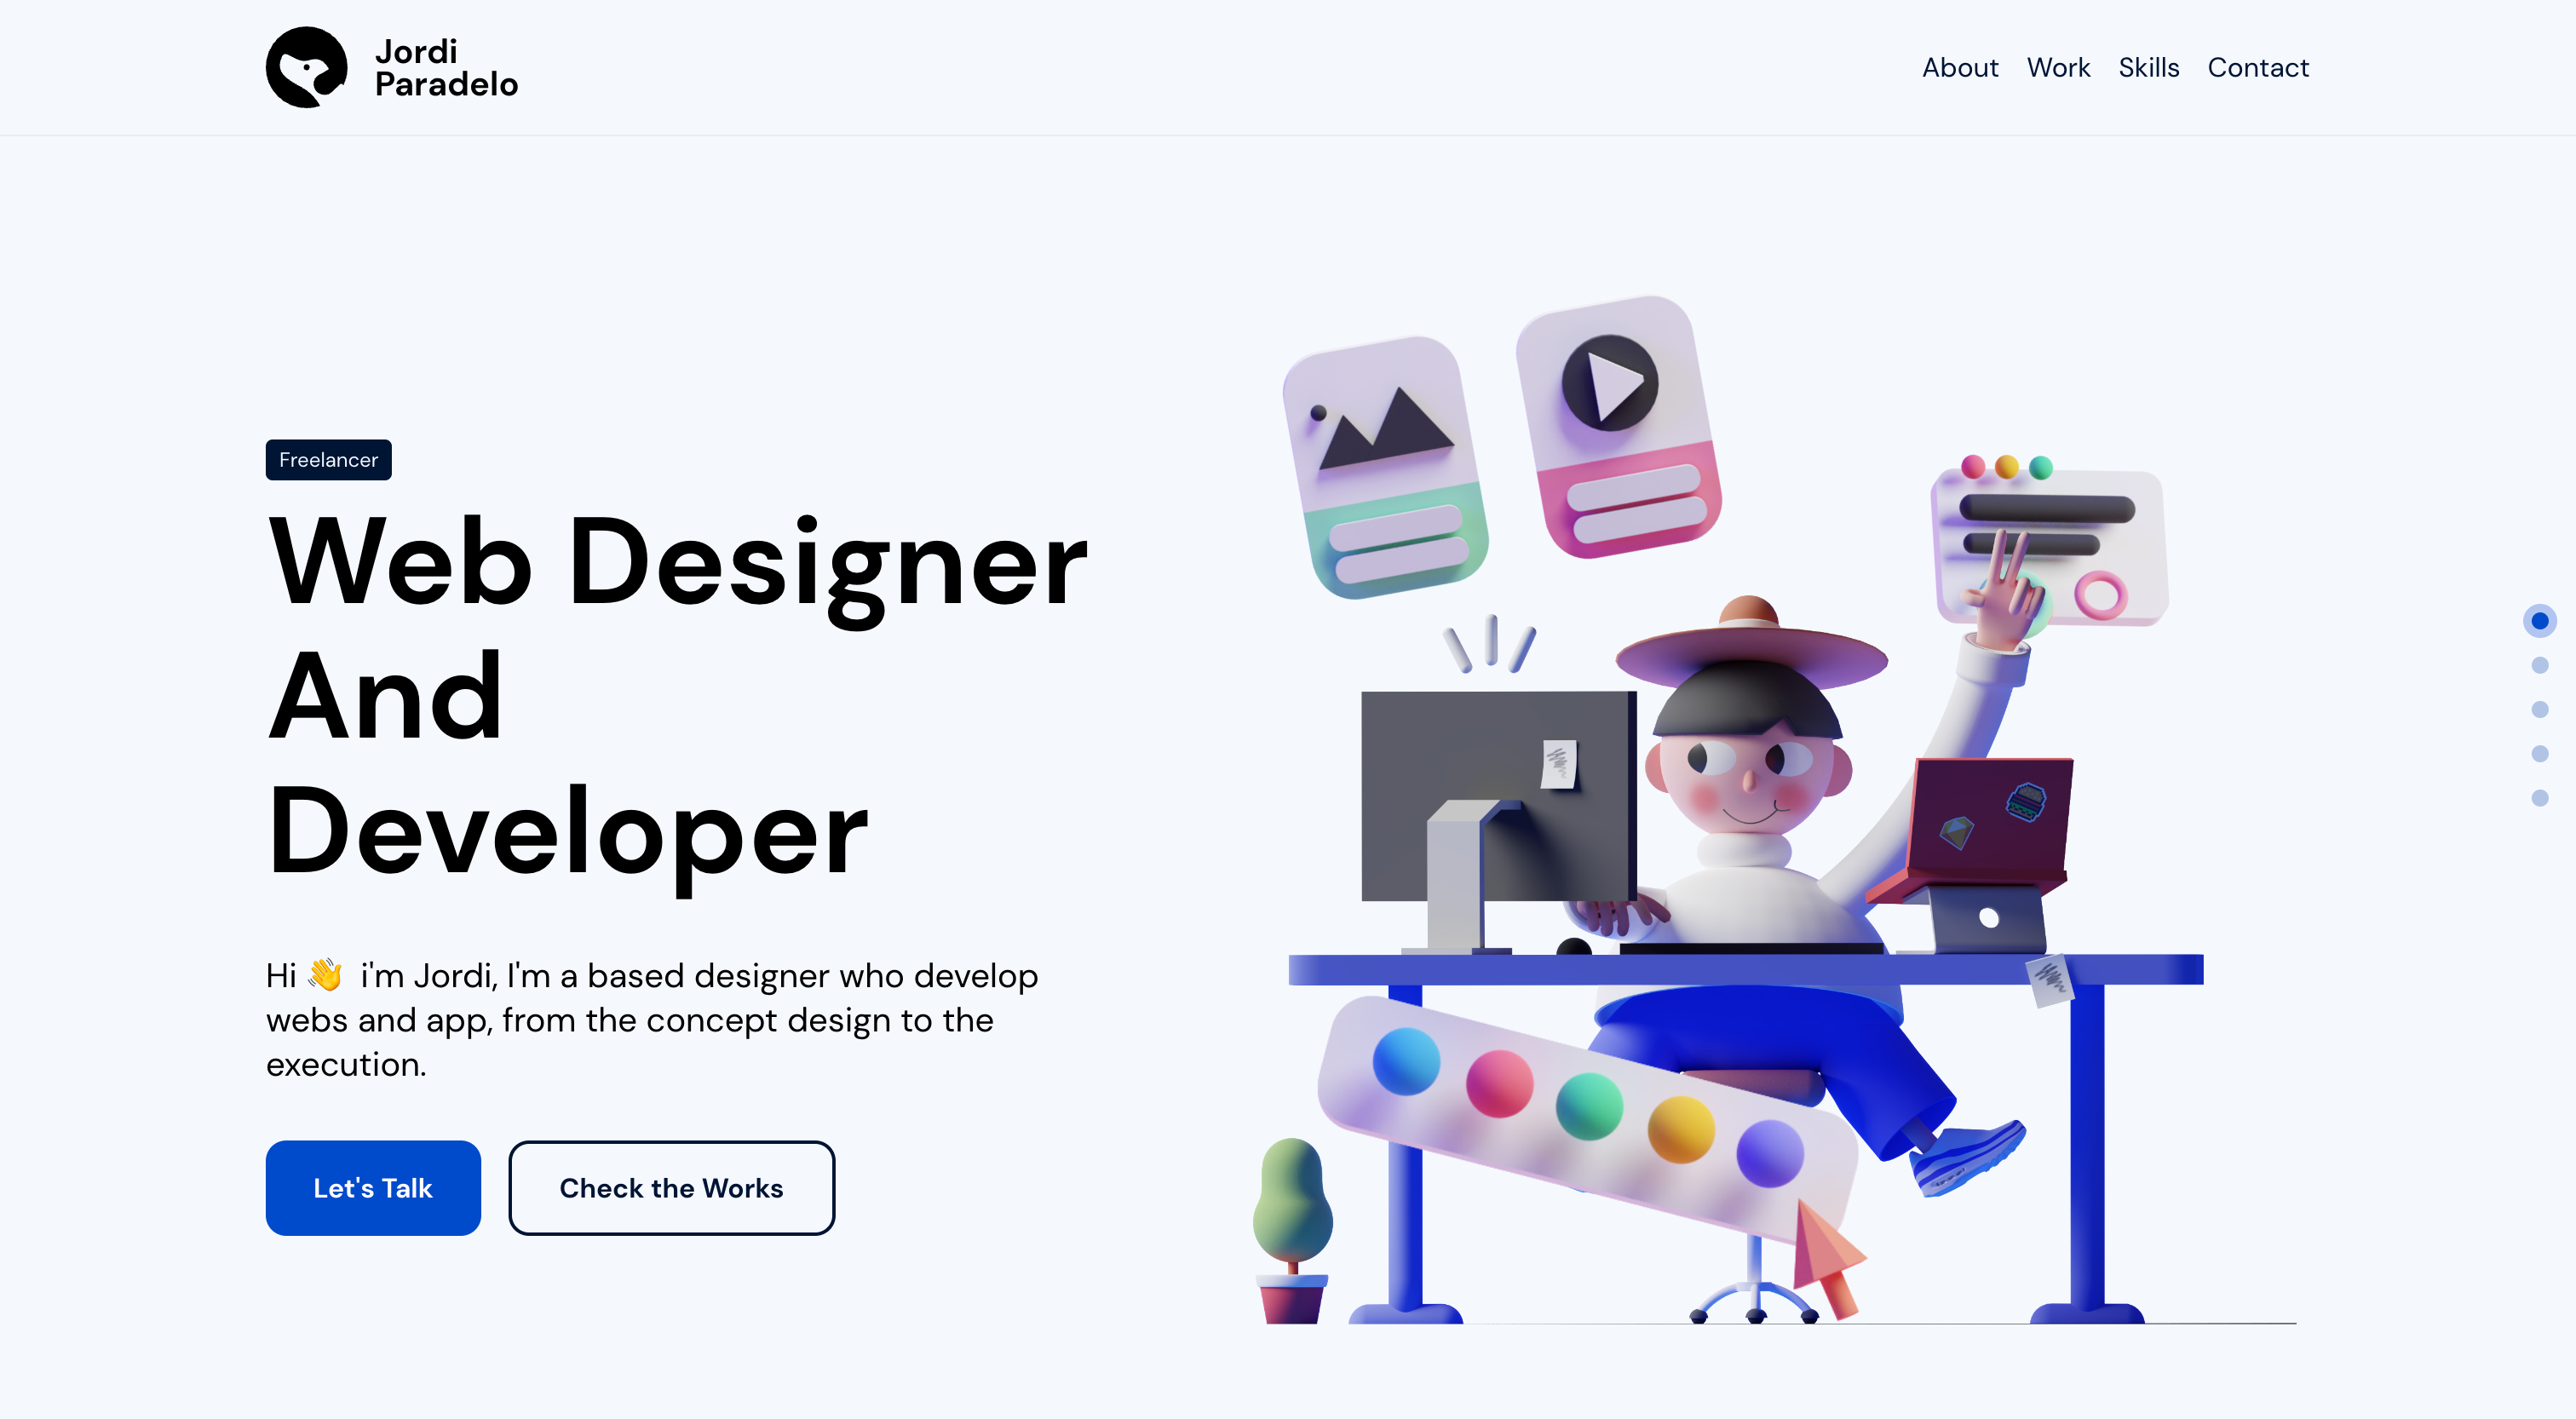 Jordi
Paradelo
About Work Skills Contact
Freelancer
Web Designer
And
Developer
Hi 👋 i'm Jordi, I'm a based designer who develop
webs and app, from the concept design to the
execution.
Let's Talk
Check the Works